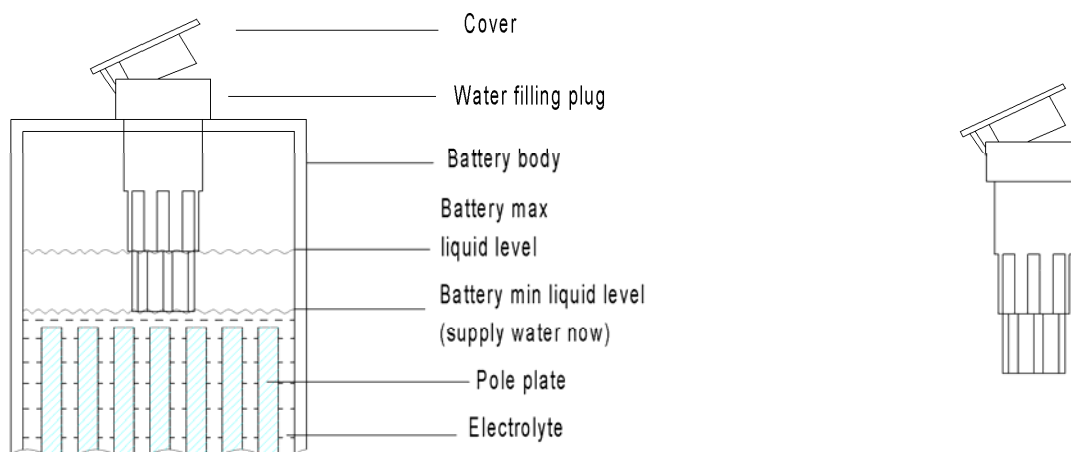 Cover
Water filling plug
Battery body
Battery max
liquid level
Battery min liquid level
(supply water now)
Pole plate
Electrolyte